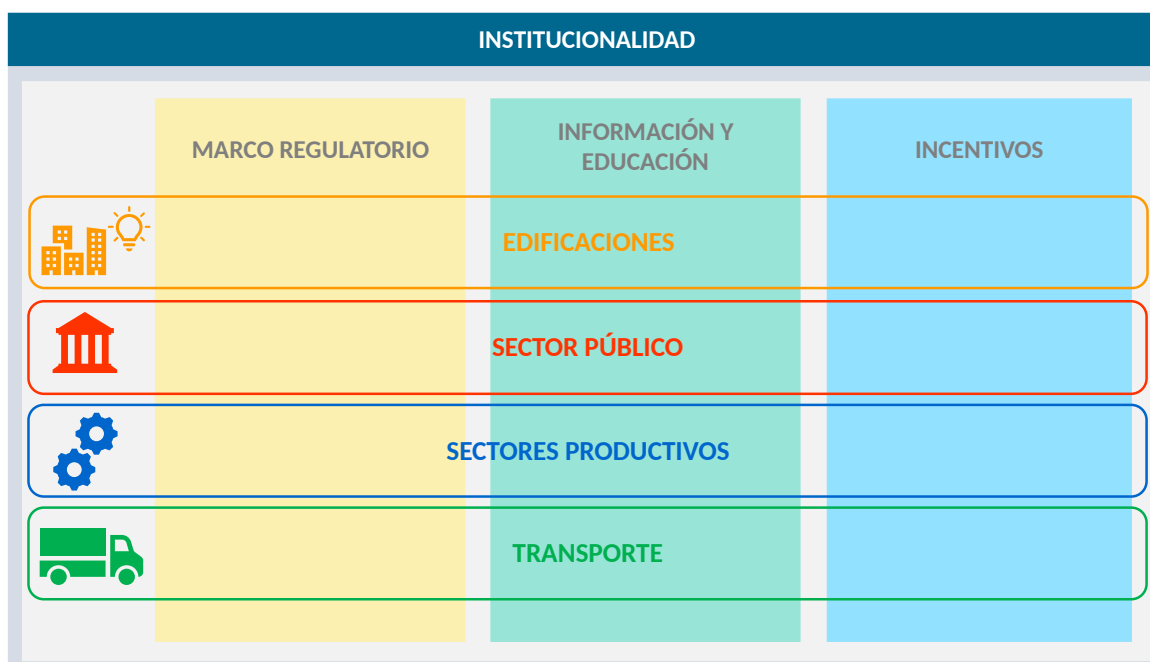 INSTITUCIONALIDAD
MARCO REGULATORIO
INFORMACIÓN Y
EDUCACIÓN
INCENTIVOS
EDIFICACIONES
SECTOR PÚBLICO
SECTORES PRODUCTIVOS
TRANSPORTE